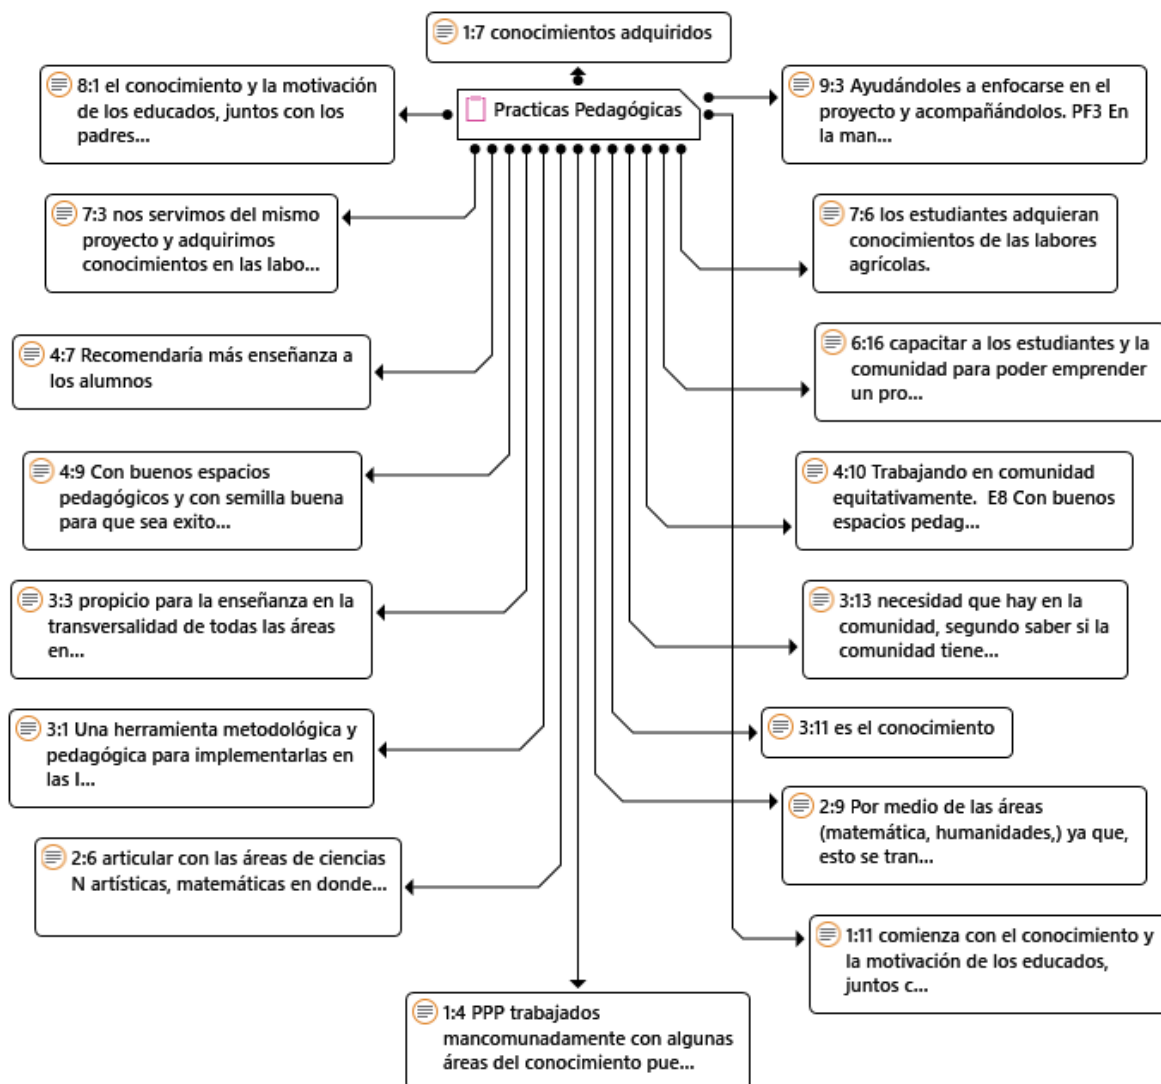 1:7 conocimientos adquiridos
Practicas Pedagógicas
8:1 el conocimiento y la motivación
de los educados, juntos con los
padres...
9:3 Ayudándoles a enfocarse en el
proyecto y acompañándolos. PF3 En
la man...
7:3 nos servimos del mismo
proyecto y adquirimos
conocimientos en las labo...
7:6 los estudiantes adquieran
conocimientos de las labores
agrícolas.
4:7 Recomendaría más enseñanza a
los alumnos
6:16 capacitar a los estudiantes y la
comunidad para poder emprender
un pro...
4:9 Con buenos espacios
pedagógicos y con semilla buena
para que sea exito...
4:10 Trabajando en comunidad
equitativamente. E8 Con buenos
espacios pedag...
3:3 propicio para la enseñanza en la
transversalidad de todas las áreas
en...
3:13 necesidad que hay en la
comunidad, segundo saber si la
comunidad tiene...
3:1 Una herramienta metodológica y
pedagógica para implementarlas en
las I...
3:11 es el conocimiento
2:9 Por medio de las áreas
(matemática, humanidades,) ya que,
esto se tran...
2:6 articular con las áreas de ciencias
N artísticas, matemáticas en donde...
1:11 comienza con el conocimiento y
la motivación de los educados,
juntos c...
1:4 PPP trabajados
mancomunadamente con algunas
áreas del conocimiento pue...